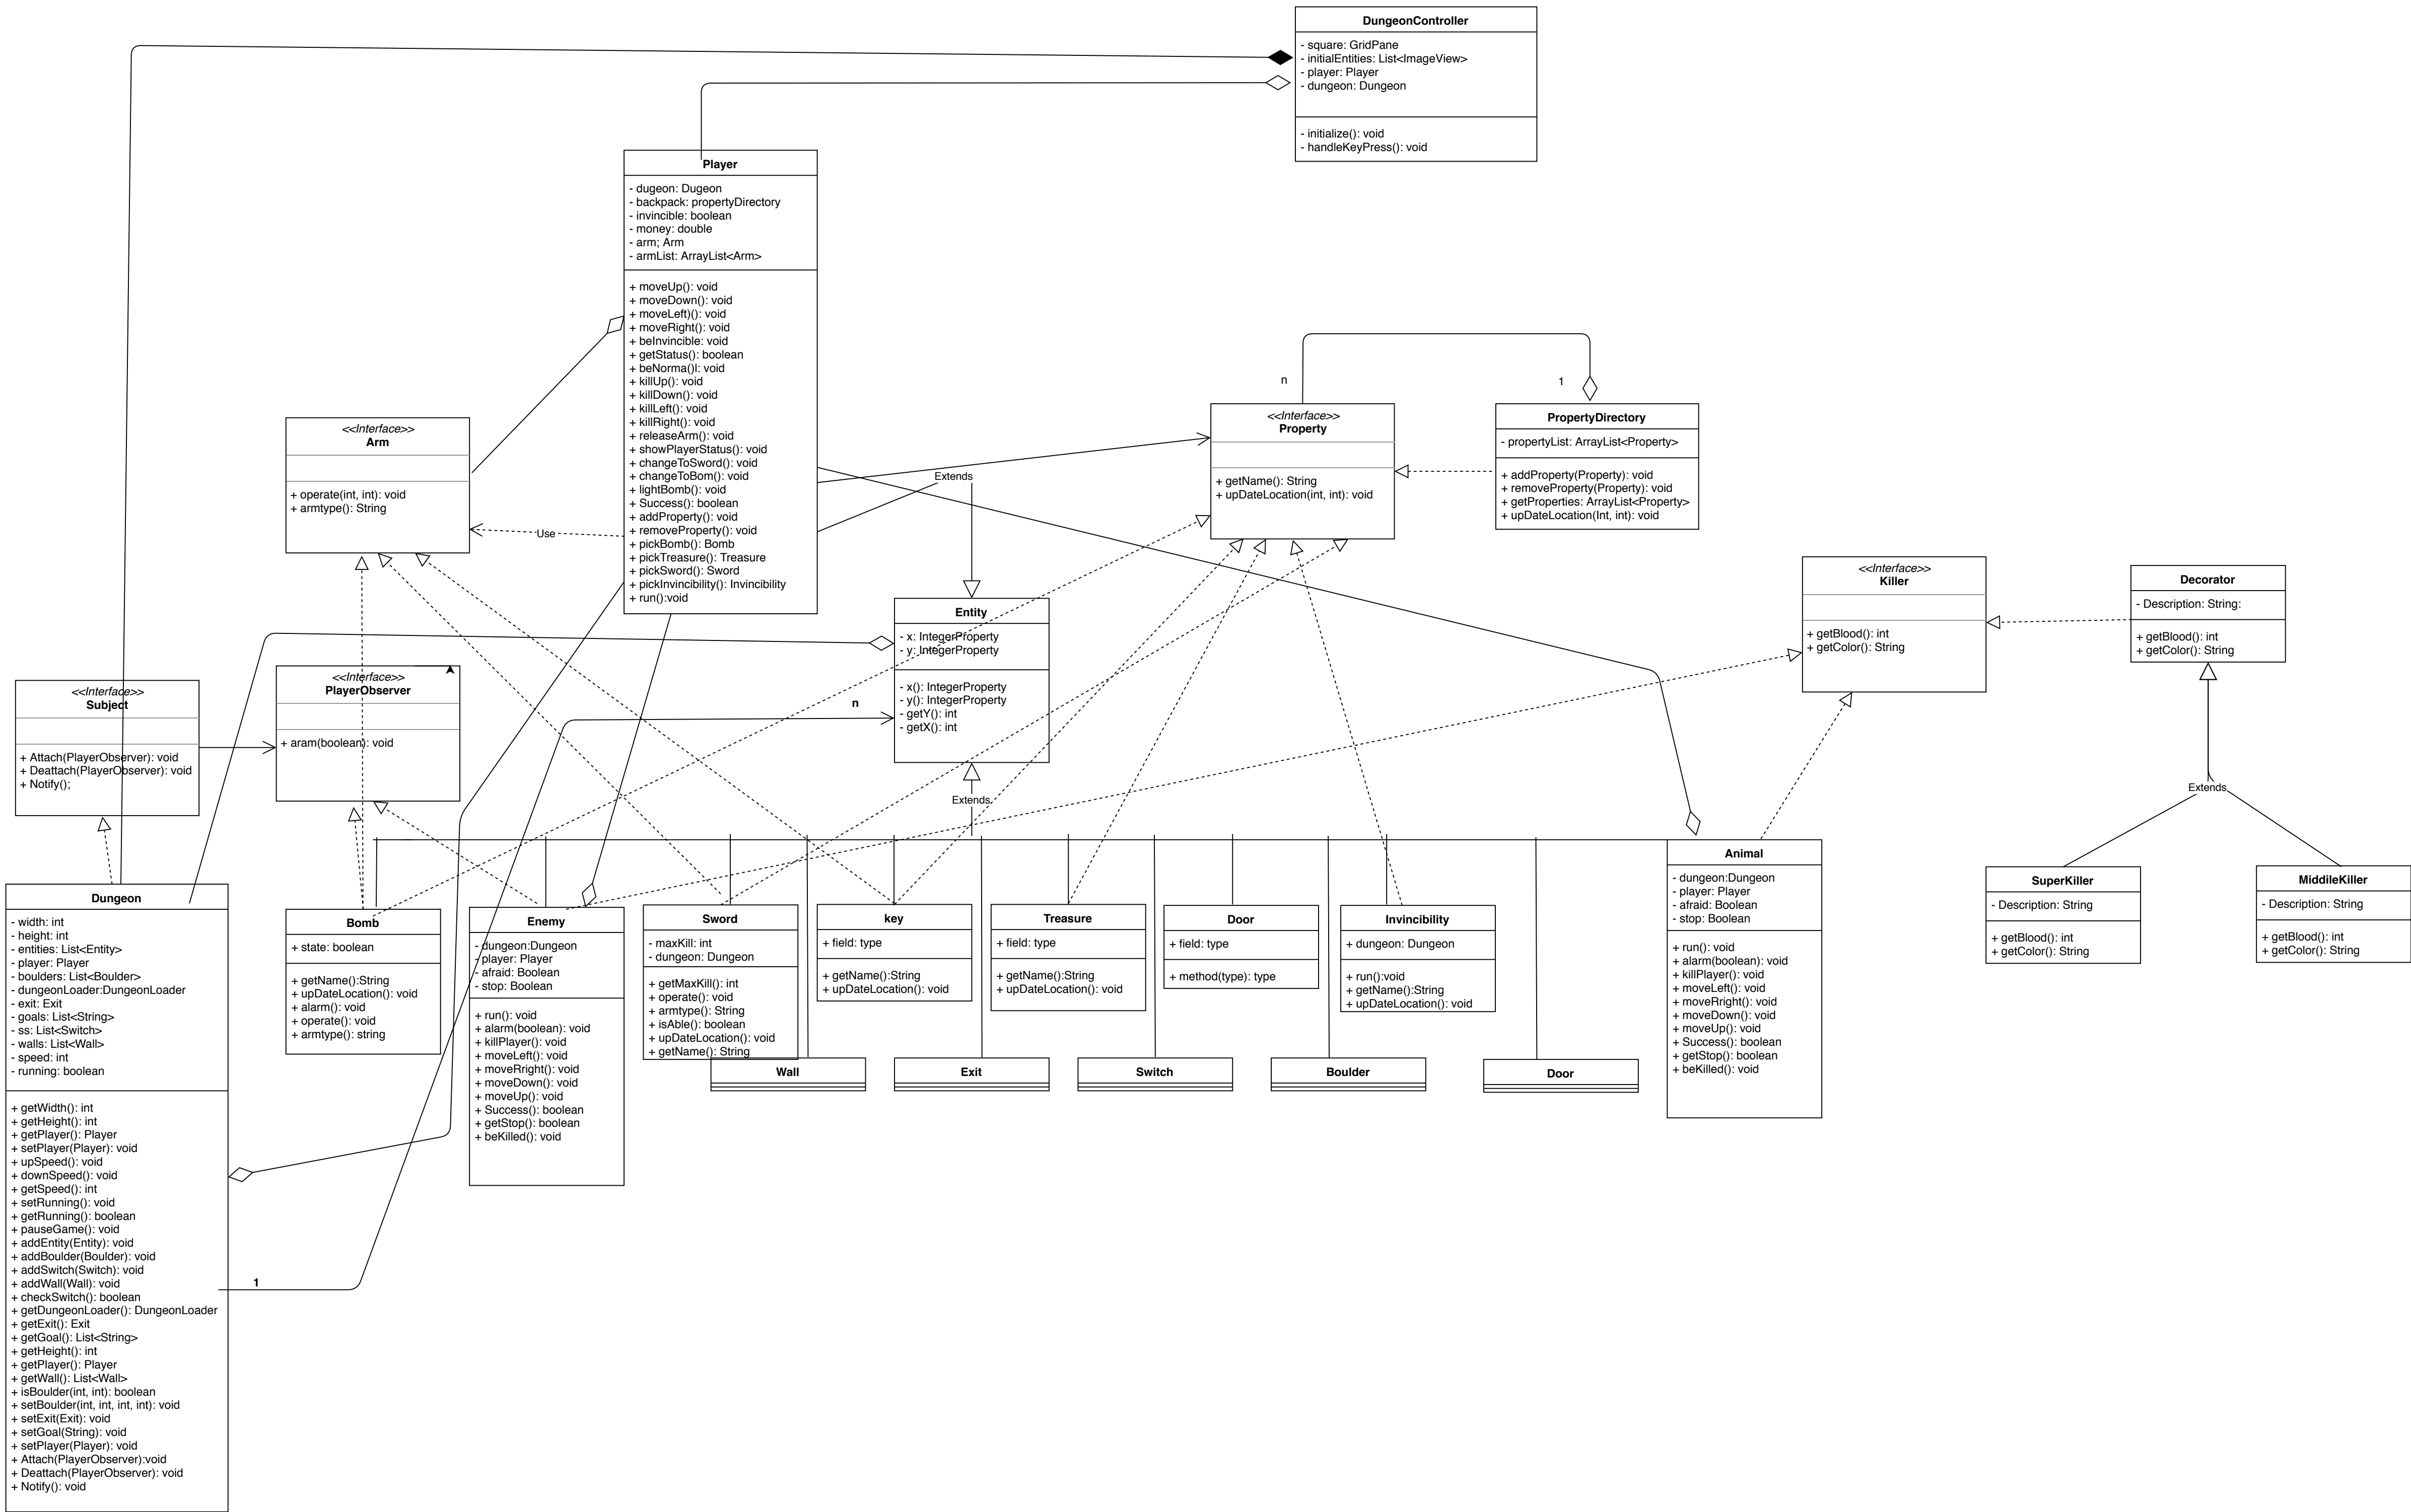 DungeonController
- square: GridPane
- initialEntities: List<ImageView>
- player: Player
- dungeon: Dungeon
- initialize(): void
- handleKeyPress(): void
Player
- dugeon: Dugeon
- backpack: propertyDirectory
- invincible: boolean
- money: double
- arm; Arm
- armList: ArrayList<Arm>
+ moveUp(): void
+ moveDown(): void
+ moveLeft)(): void
+ moveRight(): void
+ beInvincible: void
+ getStatus(): boolean
+ beNorma()l: void
+ killUp(): void
+ killDown(): void
+ killLeft(): void
+ killRight(): void
+ releaseArm(): void
+ showPlayerStatus(): void
+ changeToSword(): void
+ changeToBom(): void
+ lightBomb(): void
+ Success(): boolean
+ addProperty(): void
+ removeProperty(): void
+ pickBomb(): Bomb
+ pickTreasure(): Treasure
+ pickSword(): Sword
+ pickInvincibility(): Invincibility
+ run():void
<<Interface>>
Arm
+ operate(int, int): void
+ armtype(): String
Use
Extends
n
1
<<Interface>>
Property
+ getName(): String
+ upDateLocation(int, int): void
PropertyDirectory
- propertyList: ArrayList<Property>
+ addProperty(Property): void
+ removeProperty(Property): void
+ getProperties: ArrayList<Property>
+ upDateLocation(Int, int): void
<<Interface>>
Killer
+ getBlood(): int
+ getColor(): String
Decorator
- Description: String:
+ getBlood(): int
+ getColor(): String
Entity
- x: IntegerProperty
- y: IntegerProperty
- x(): IntegerProperty
- y(): IntegerProperty
- getY(): int
- getX(): int
n
<<Interface>>
Subject
+ Attach(PlayerObserver): void
+ Deattach(PlayerObserver): void
+ Notify();
<<Interface>>
PlayerObserver
+ aram(boolean): void
Extends
Extends
Dungeon
- width: int
- height: int
- entities: List<Entity>
- player: Player
- boulders: List<Boulder>
- dungeonLoader:DungeonLoader
- exit: Exit
- goals: List<String>
- ss: List<Switch>
- walls: List<Wall>
- speed: int
- running: boolean
+ getWidth(): int
+ getHeight(): int
+ getPlayer(): Player
+ setPlayer(Player): void
+ upSpeed(): void
+ downSpeed(): void
+ getSpeed(): int
+ setRunning(): void
+ getRunning(): boolean
+ pauseGame(): void
+ addEntity(Entity): void
+ addBoulder(Boulder): void
+ addSwitch(Switch): void
+ addWall(Wall): void
+ checkSwitch(): boolean
+ getDungeonLoader(): DungeonLoader
+ getExit(): Exit
+ getGoal(): List<String>
+ getHeight(): int
+ getPlayer(): Player
+ getWall(): List<Wall>
+ isBoulder(int, int): boolean
+ setBoulder(int, int, int, int): void
+ setExit(Exit): void
+ setGoal(String): void
+ setPlayer(Player): void
+ Attach(PlayerObserver):void
+ Deattach(PlayerObserver): void
+ Notify(): void
1
Bomb
+ state: boolean
+ getName():String
+ upDateLocation(): void
+ alarm(): void
+ operate(): void
+ armtype(): string
Enemy
- dungeon:Dungeon
- player: Player
- afraid: Boolean
- stop: Boolean
+ run(): void
+ alarm(boolean): void
+ killPlayer(): void
+ moveLeft(): void
+ moveRright(): void
+ moveDown(): void
+ moveUp(): void
+ Success(): boolean
+ getStop(): boolean
+ beKilled(): void
Sword
- maxKill: int
- dungeon: Dungeon
+ getMaxKill(): int
+ operate(): void
+ armtype(): String
+ isAble(): boolean
+ upDateLocation(): void
+ getName(): String
key
+ field: type
+ getName():String
+ upDateLocation(): void
Treasure
+ field: type
+ getName():String
+ upDateLocation(): void
Door
+ field: type
+ method(type): type
Invincibility
+ dungeon: Dungeon
+ run():void
+ getName():String
+ upDateLocation(): void
Animal
- dungeon:Dungeon
- player: Player
- afraid: Boolean
- stop: Boolean
+ run(): void
+ alarm(boolean): void
+ killPlayer(): void
+ moveLeft(): void
+ moveRright(): void
+ moveDown(): void
+ moveUp(): void
+ Success(): boolean
+ getStop(): boolean
+ beKilled(): void
SuperKiller
- Description: String
+ getBlood(): int
+ getColor(): String
MiddileKiller
- Description: String
+ getBlood(): int
+ getColor(): String
Wall
Exit
Switch
Boulder
Door